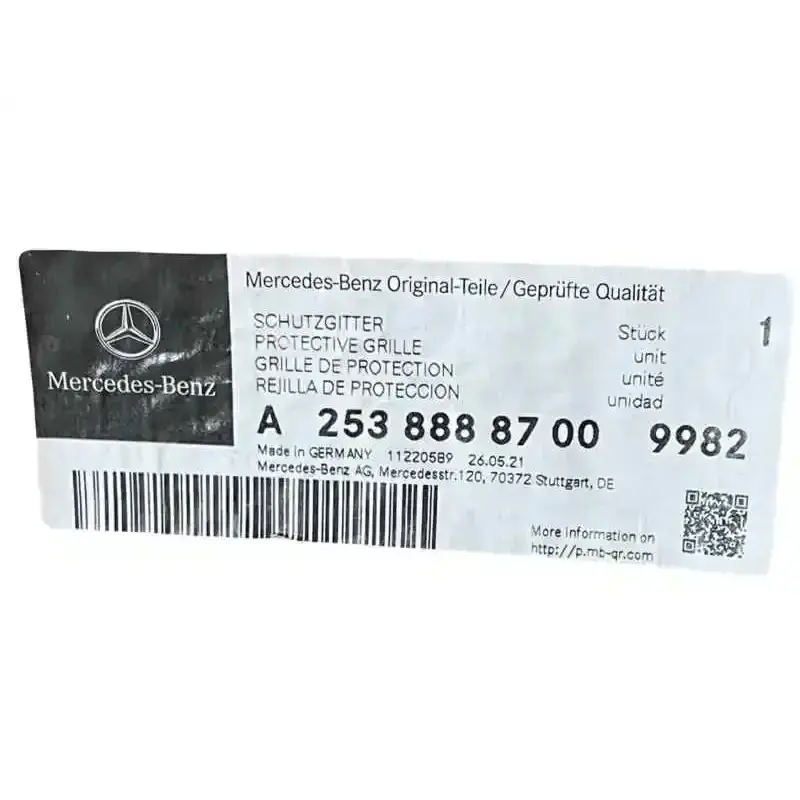 Mercedes-Benz
Mercedes-Benz Original-Teile/Geprüfte Qualität
SCHUTZGITTER Stück 1
PROTECTIVE GRILLE unit
GRILLE DE PROTECTION unité
REJILLA DE PROTECCION unidad
A 253 888 87 00 9982
Made in GERMANY 11220589 26.05.21
Mercedes-Benz AG, Mercedesstr.120, 70372 Stuttgart, DE
More information on
http://p.mb-qr.com